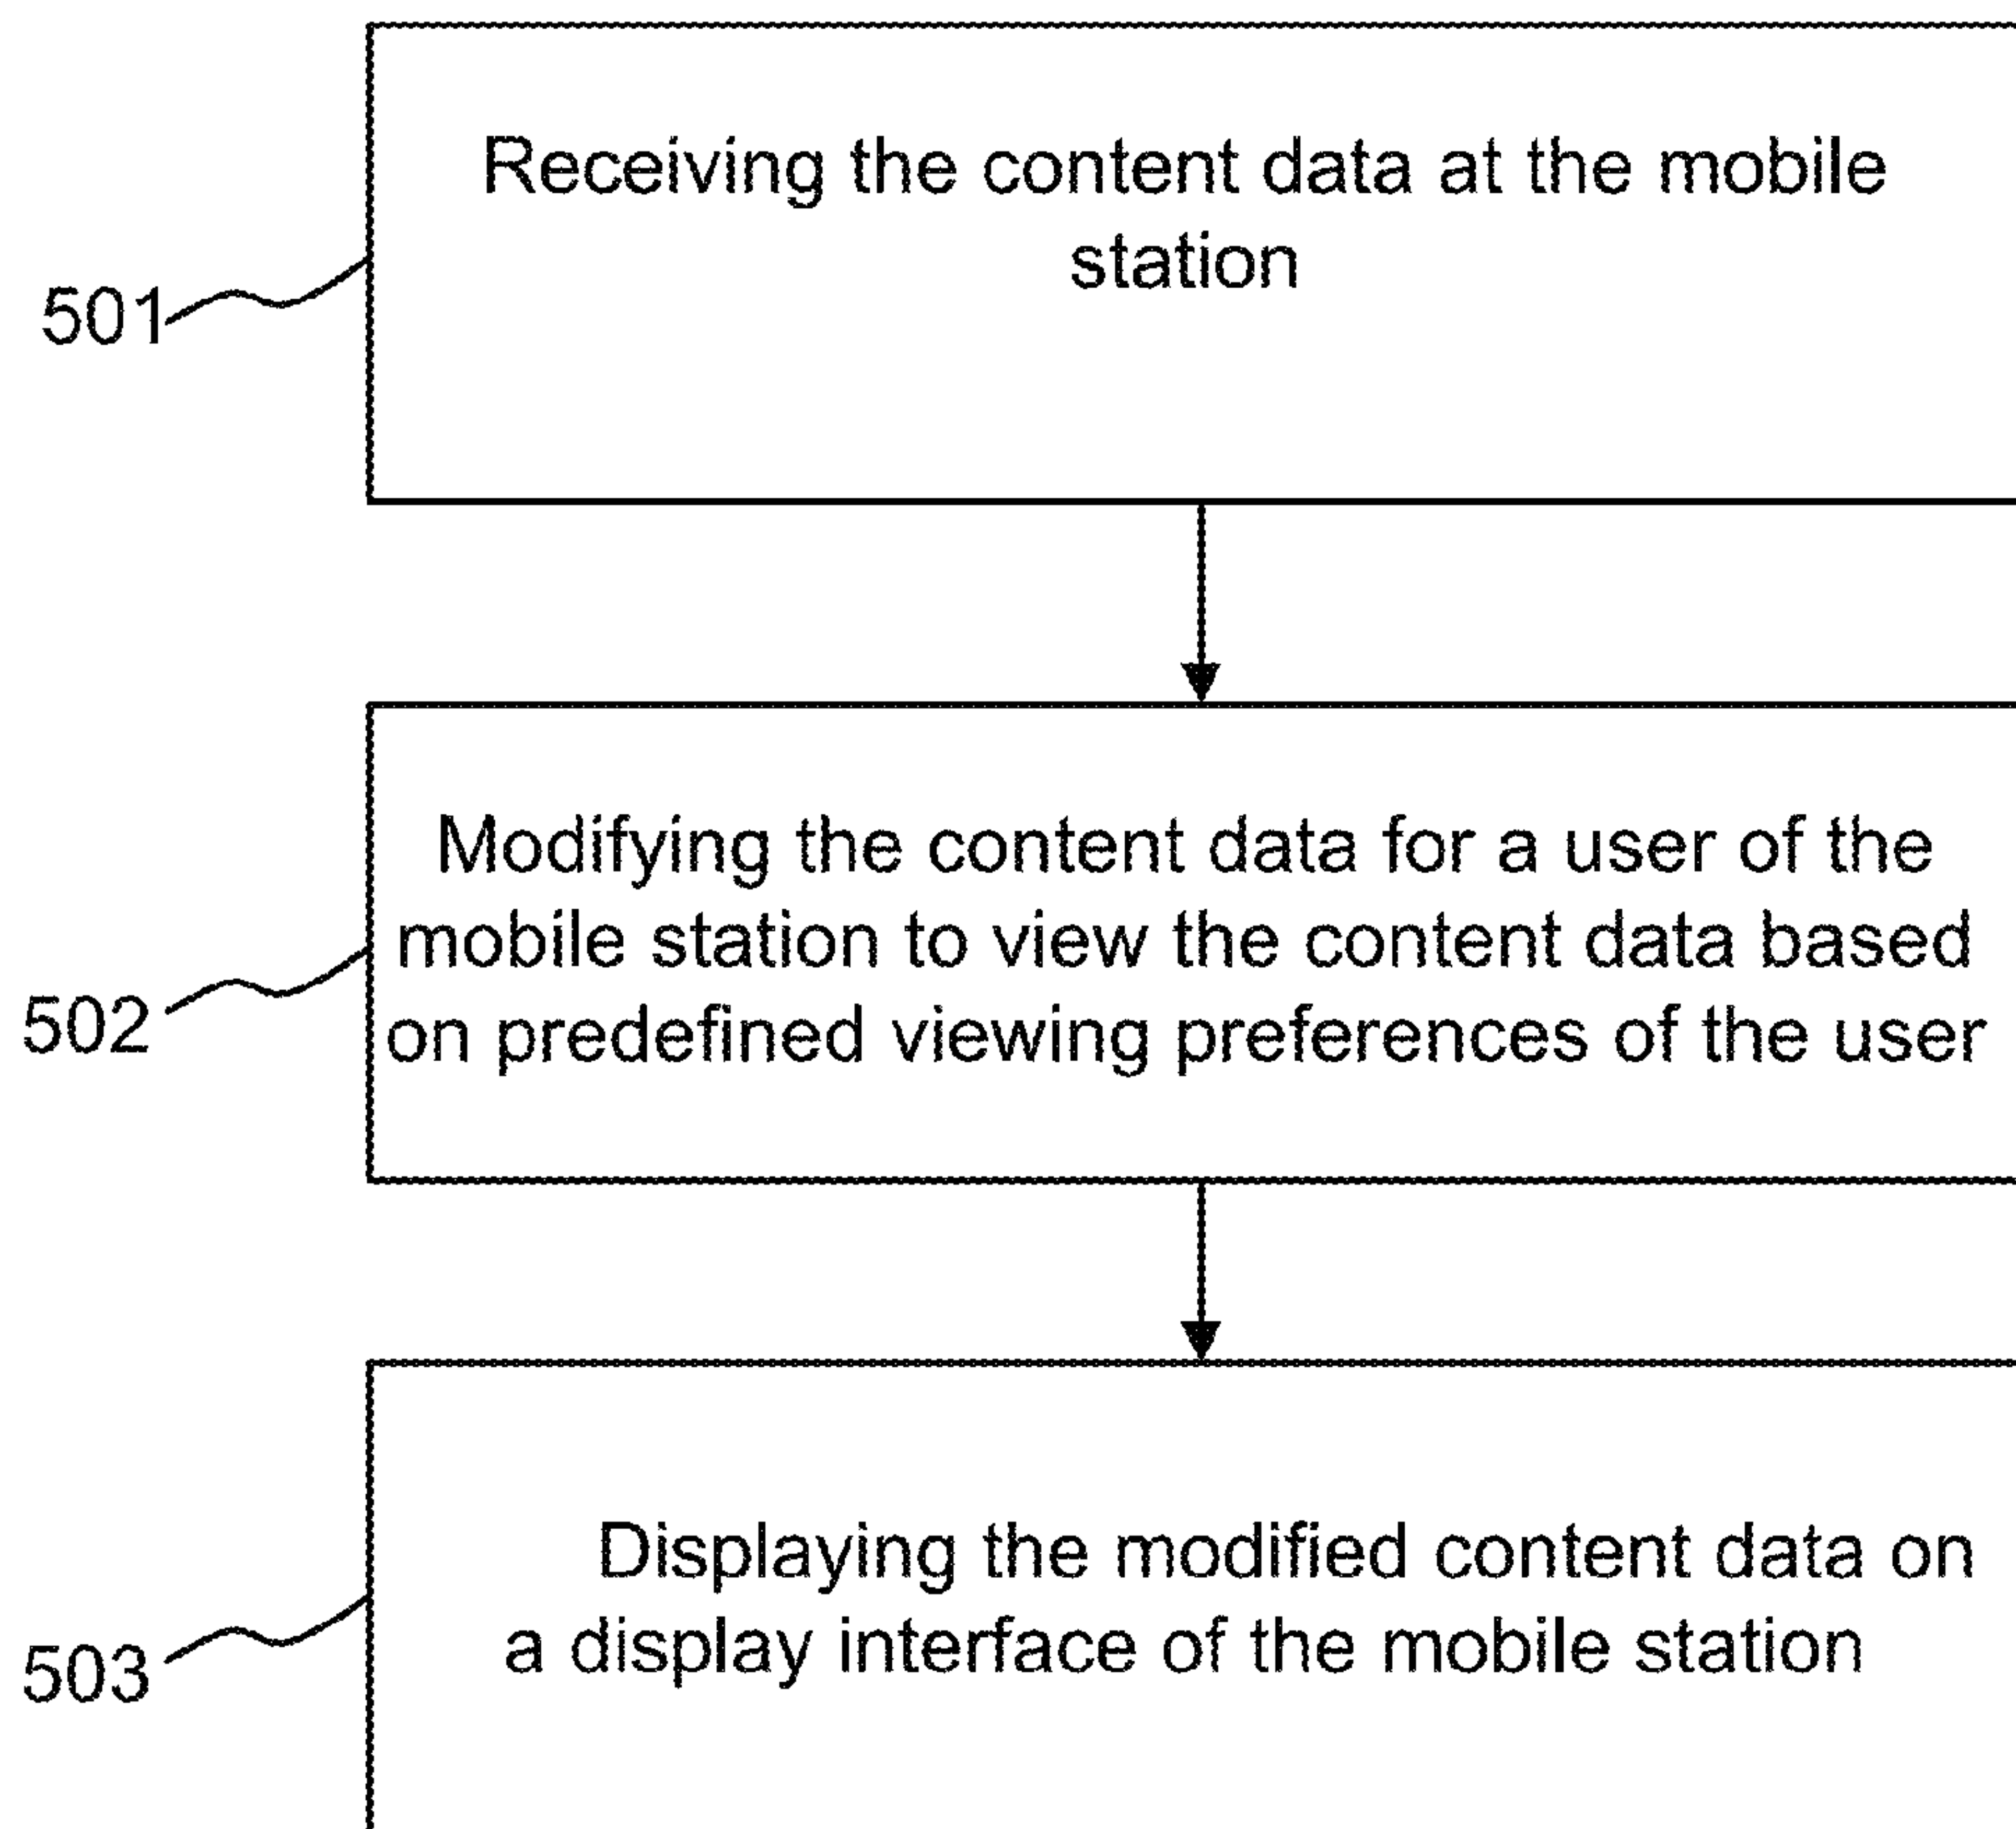 Receiving the content data at the mobile
station
501
Modifying the content data for a user of the
mobile station to view the content data based
on predefined viewing preferences of the user
502
Displaying the modified content data on
a display interface of the mobile station
503